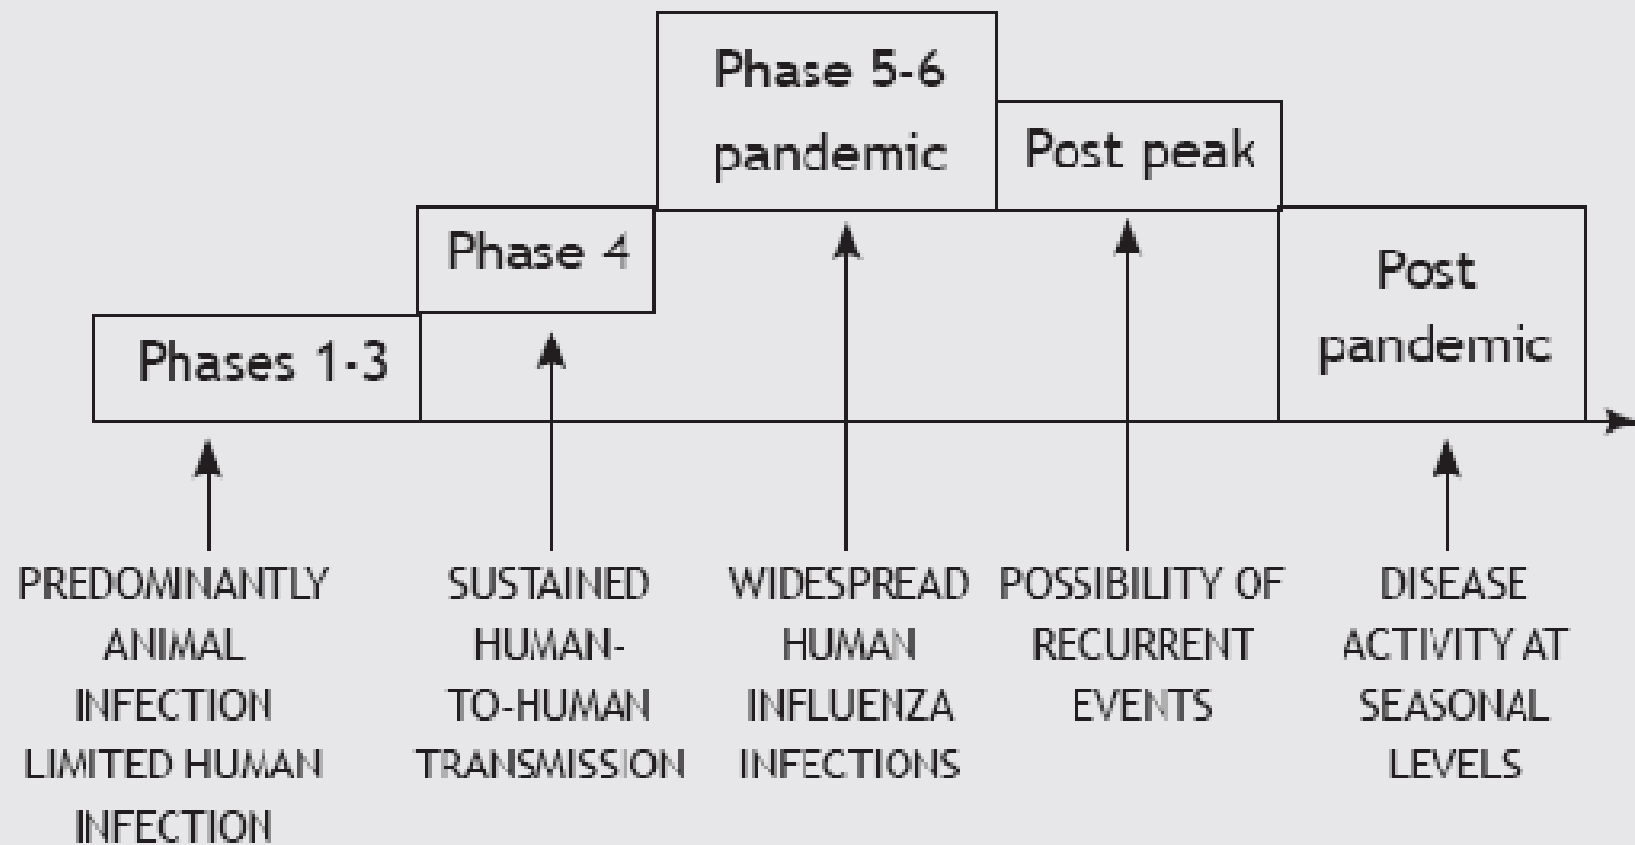 Phase 5-6
pandemic
Post peak
Phase 4
Post
pandemic
Phases 1-3
PREDOMINANTLY
ANIMAL
INFECTION
LIMITED HUMAN
INFECTION
SUSTAINED
HUMAN-
TO-HUMAN
TRANSMISSION
WIDESPREAD
HUMAN
INFLUENZA
INFECTIONS
POSSIBILITY OF
RECURRENT
EVENTS
DISEASE
ACTIVITY AT
SEASONAL
LEVELS